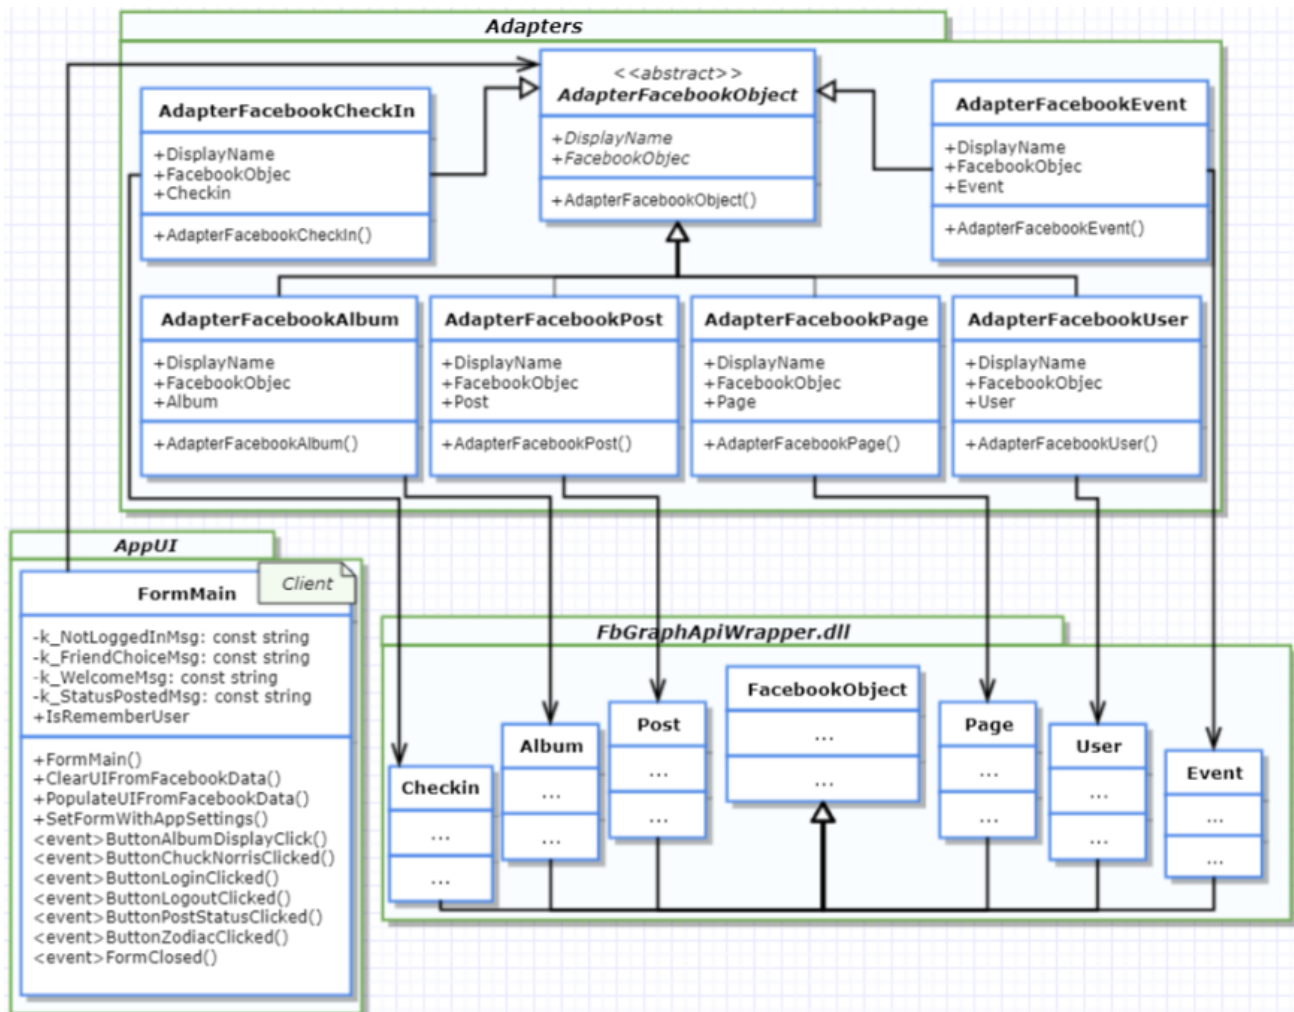 Adapters
<<abstract>>
AdapterFacebookObject
+DisplayName
+FacebookObjec
+AdapterFacebookObject()
AdapterFacebookCheckIn
+DisplayName
+FacebookObjec
+Checkin
+AdapterFacebookCheckIn()
AdapterFacebookEvent
+DisplayName
+FacebookObjec
+Event
+AdapterFacebookEvent()
AdapterFacebookAlbum
+DisplayName
+FacebookObjec
+Album
+AdapterFacebookAlbum()
AdapterFacebookPost
+DisplayName
+FacebookObjec
+Post
+AdapterFacebookPost()
AdapterFacebookPage
+DisplayName
+FacebookObjec
+Page
+AdapterFacebookPage()
AdapterFacebookUser
+DisplayName
+FacebookObjec
+User
+AdapterFacebookUser()
AppUI
Client
FormMain
-k_NotLoggedInMsg: const string
-k_FriendChoiceMsg: const string
-k_WelcomeMsg: const string
-k_StatusPostedMsg: const string
+IsRememberUser
+FormMain()
+ClearUIFromFacebookData()
+PopulateUIFromFacebookData()
+SetFormWithAppSettings()
<event>ButtonAlbumDisplayClick()
<event>ButtonChuckNorrisClicked()
<event>ButtonLoginClicked()
<event>ButtonLogoutClicked()
<event>ButtonPostStatusClicked()
<event>ButtonZodiacClicked()
<event>FormClosed()
FbGraphApiWrapper.dll
Checkin
...
...
Album
...
...
Post
...
...
FacebookObject
...
...
Page
...
...
User
...
...
Event
...
...